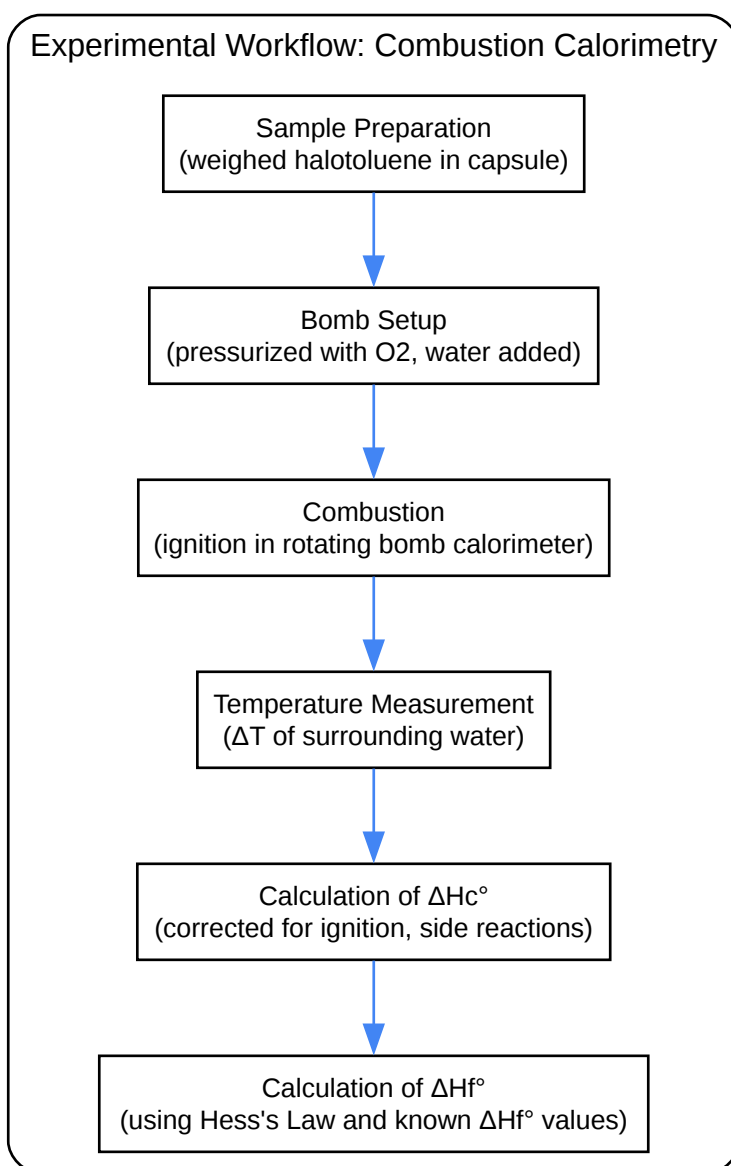 Experimental Workflow: Combustion Calorimetry
Sample Preparation
(weighed halotoluene in capsule)
Bomb Setup
(pressurized with O2, water added)
Combustion
(ignition in rotating bomb calorimeter)
Temperature Measurement
(ΔT of surrounding water)
Calculation of ΔHc°
(corrected for ignition, side reactions)
Calculation of ΔHf°
(using Hess's Law and known ΔHf° values)